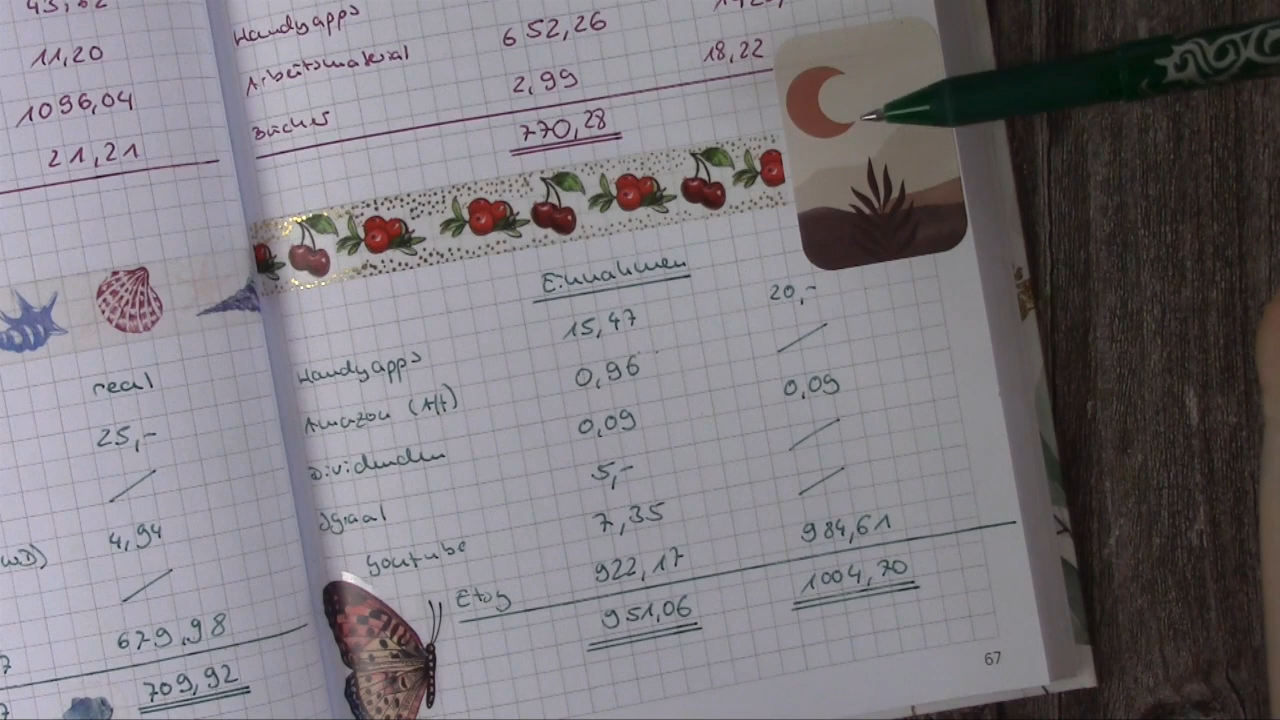 11,20
1096,04
21,21
real
25,-
4,94
679,98
709,92
Handyapps
Arbeitsmaterial 652,26
Bücher 2,99 18,22
770,28
Einnahmen
Handyapps 15,47 20,-
Amazon (Aff) 0,96 /
Dividenden 0,09 0,09
Igraal 5,- /
Youtube 7,35 /
Etsy 922,17 984,61
951,06 1004,70
67